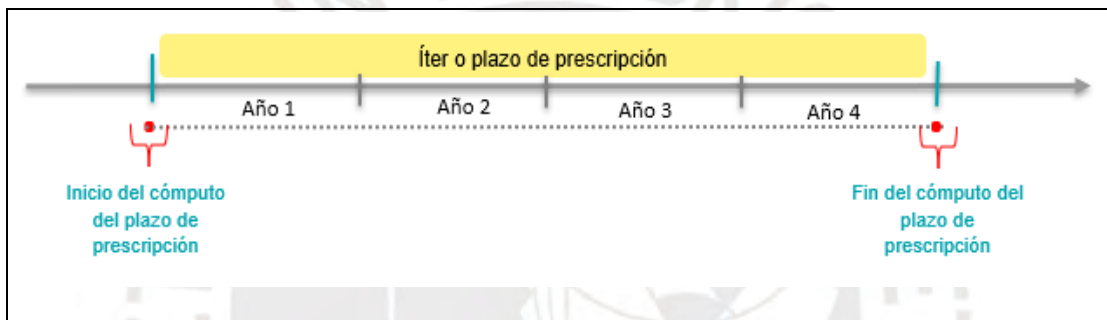 Íter o plazo de prescripción
Año 1
Año 2
Año 3
Año 4
Inicio del cómputo
del plazo de
prescripción
Fin del cómputo del
plazo de
prescripción